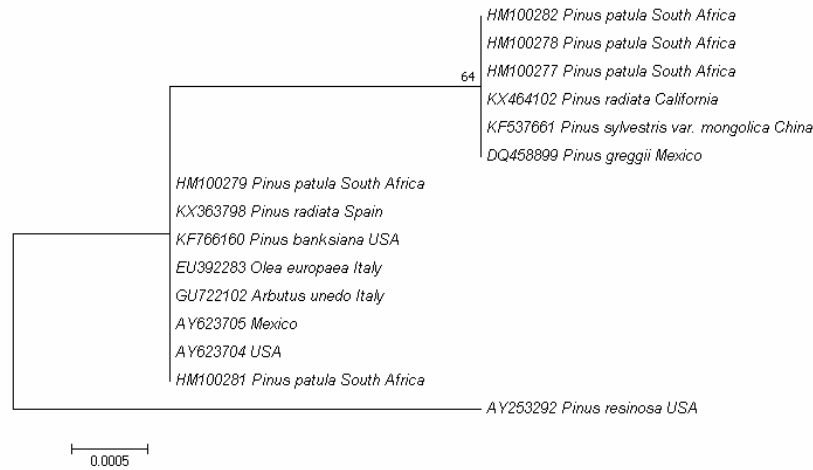 HM100282 Pinus patula South Africa
HM100278 Pinus patula South Africa
64
HM100277 Pinus patula South Africa
KX464102 Pinus radiata California
KF537661 Pinus sylvestris var. mongolica China
DQ458899 Pinus greggii Mexico
HM100279 Pinus patula South Africa
KX363798 Pinus radiata Spain
KF766160 Pinus banksiana USA
EU392283 Olea europaea Italy
GU722102 Arbutus unedo Italy
AY623705 Mexico
AY623704 USA
HM100281 Pinus patula South Africa
AY253292 Pinus resinosa USA
0.0005